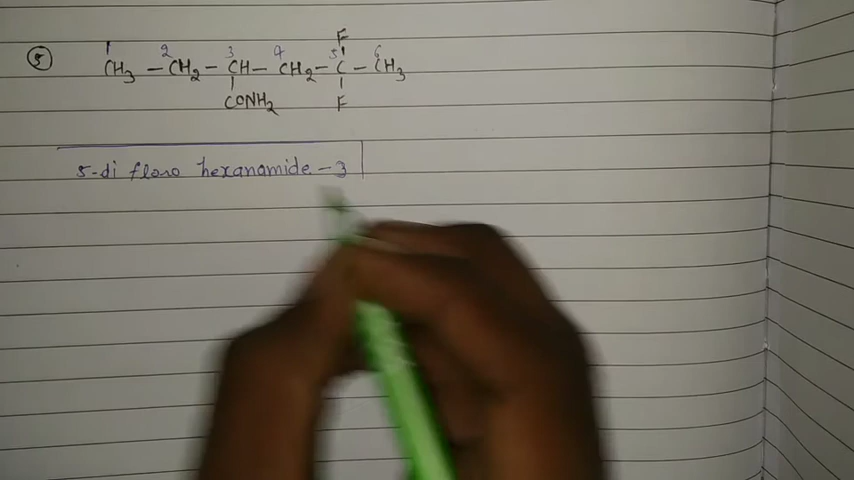 ⑤
F
1 2 3 4 5 6
CH3 – CH2 – CH – CH2 – C – CH3
CONH2 F
5-di floro hexanamide – 3